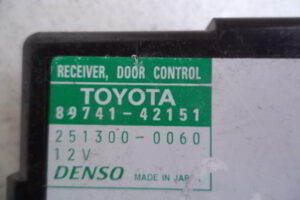 RECEIVER, DOOR CONTROL
TOYOTA
89741-42151
251300-0060
12V
DENSO MADE IN JAPAN